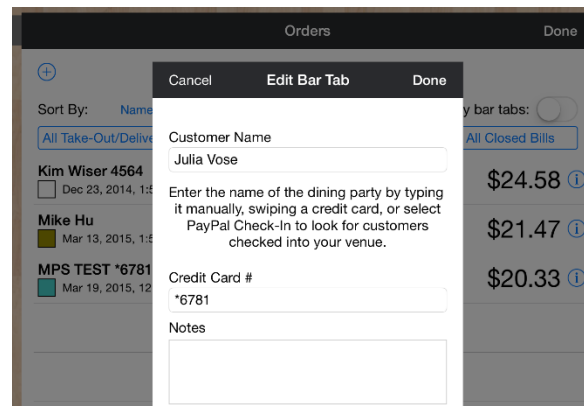 Orders
Done
Cancel
Edit Bar Tab
Done
Sort By:
Name
y bar tabs:
All Take-Out/Delive
All Closed Bills
Customer Name
Julia Vose
Kim Wiser 4564
Dec 23, 2014, 1:5
$24.58
Enter the name of the dining party by typing
it manually, swiping a credit card, or select
PayPal Check-In to look for customers
checked into your venue.
Mike Hu
Mar 13, 2015, 1:5
$21.47
MPS TEST *6781
Mar 19, 2015, 12
$20.33
Credit Card #
*6781
Notes